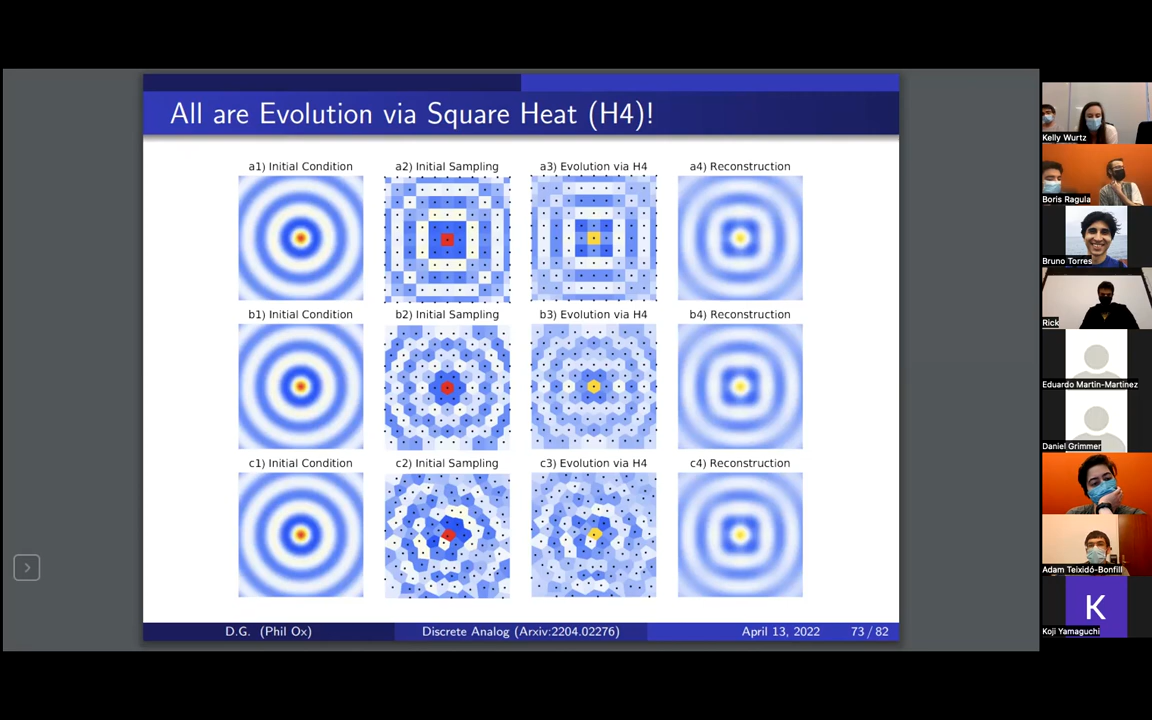 All are Evolution via Square Heat (H4)!
a1) Initial Condition
a2) Initial Sampling
a3) Evolution via H4
a4) Reconstruction
b1) Initial Condition
b2) Initial Sampling
b3) Evolution via H4
b4) Reconstruction
c1) Initial Condition
c2) Initial Sampling
c3) Evolution via H4
c4) Reconstruction
D.G. (Phil Ox)
Discrete Analog (Arxiv:2204.02276)
April 13, 2022
73 / 82
Kelly Wurtz
Boris Ragula
Bruno Torres
Rick
Eduardo Martin-Martinez
Daniel Grimmer
Adam Teixidó-Bonfill
K
Koji Yamaguchi